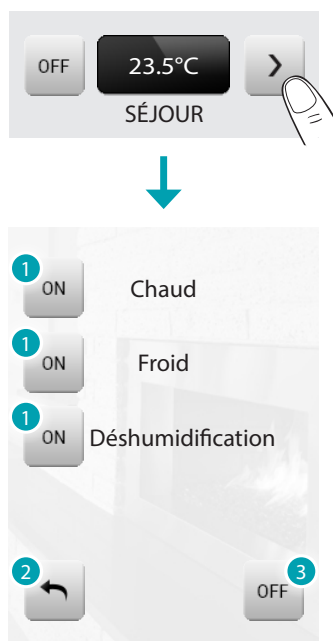 OFF 23.5°C >
SÉJOUR
1 ON Chaud
1 ON Froid
1 ON Déshumidification
2 3 OFF